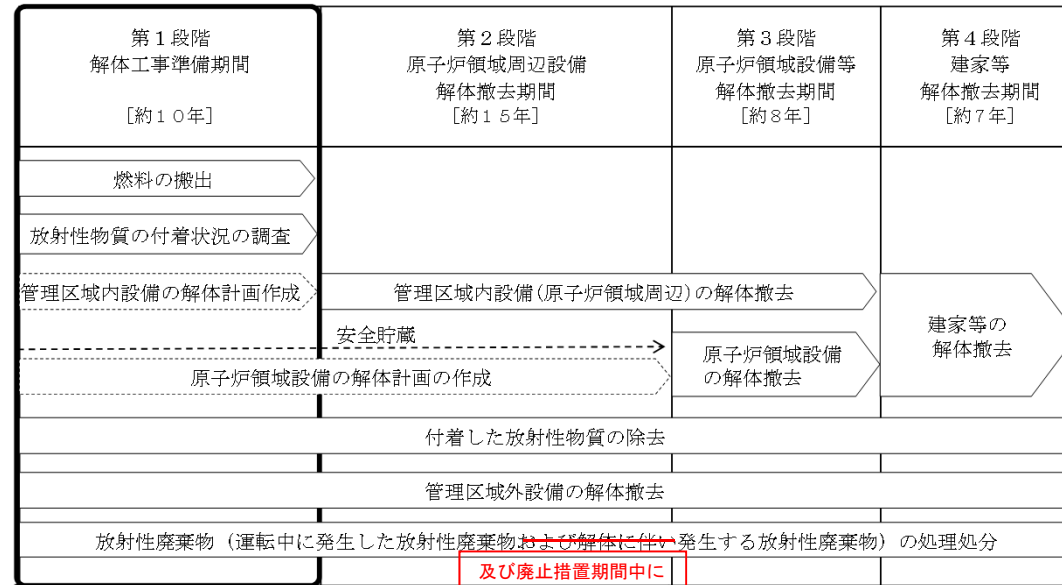 第１段階
解体工事準備期間
[約１０年]
第２段階
原子炉領域周辺設備
解体撤去期間
[約１５年]
第３段階
原子炉領域設備等
解体撤去期間
[約８年]
第４段階
建家等
解体撤去期間
[約７年]
燃料の搬出
放射性物質の付着状況の調査
管理区域内設備の解体計画作成
管理区域内設備(原子炉領域周辺)の解体撤去
安全貯蔵
原子炉領域設備の解体計画の作成
原子炉領域設備
の解体撤去
建家等の
解体撤去
付着した放射性物質の除去
管理区域外設備の解体撤去
放射性廃棄物（運転中に発生した放射性廃棄物および解体に伴い発生する放射性廃棄物）の処理処分
及び廃止措置期間中に